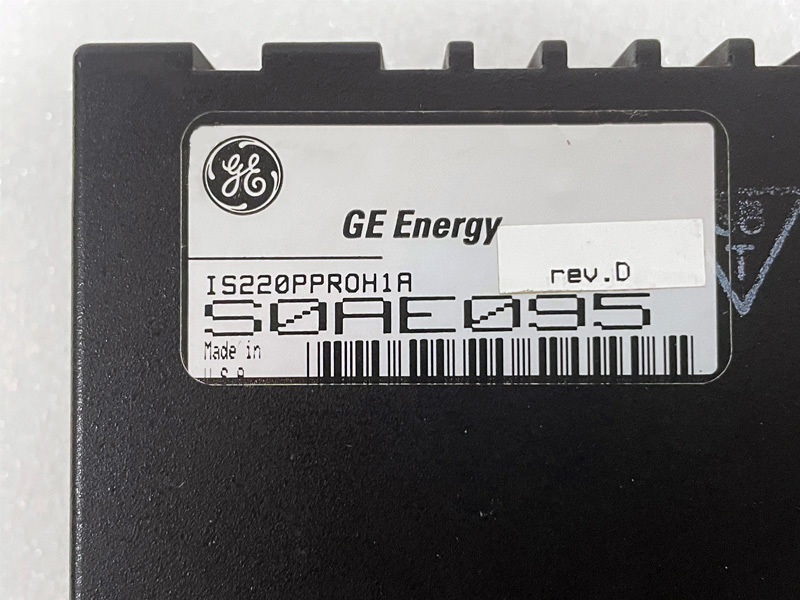 GE
GE Energy
rev.D
IS220PPROH1A
S0AE095
Made in
U.S.A